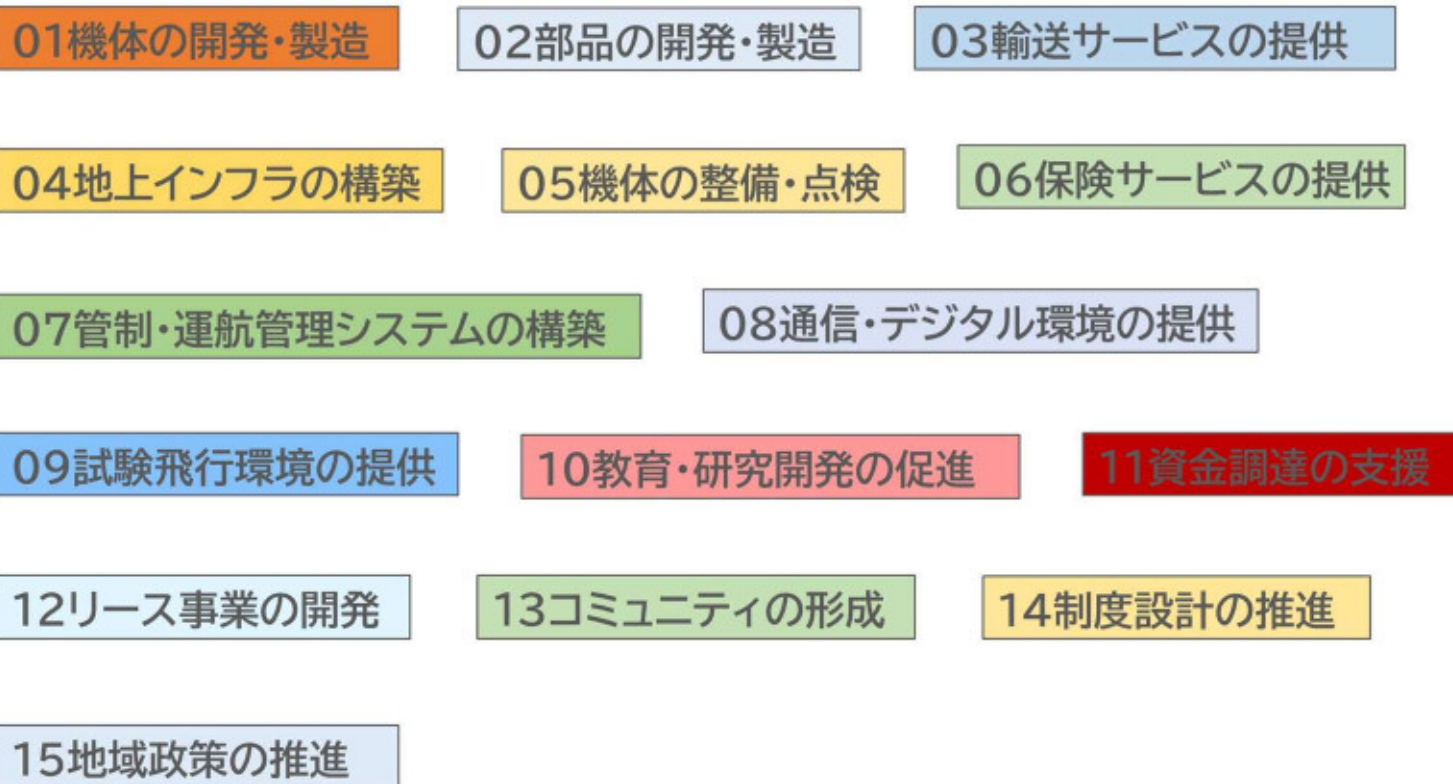 01機体の開発・製造
02部品の開発・製造
03輸送サービスの提供
04地上インフラの構築
05機体の整備・点検
06保険サービスの提供
07管制・運航管理システムの構築
08通信・デジタル環境の提供
09試験飛行環境の提供
10教育・研究開発の促進
11資金調達の支援
12リース事業の開発
13コミュニティの形成
14制度設計の推進
15地域政策の推進